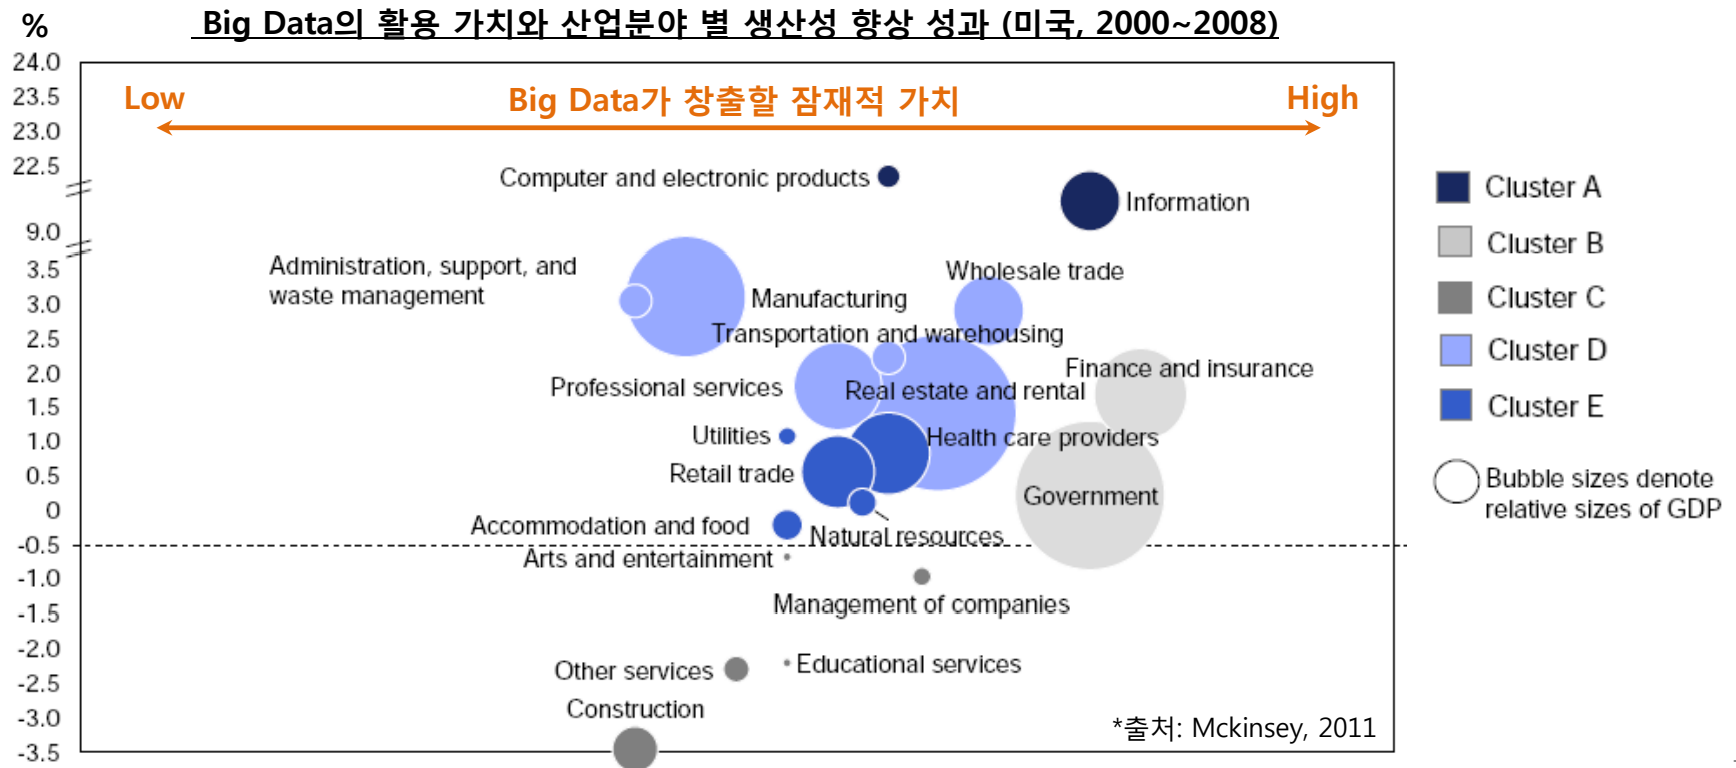 Big Data의 활용 가치와 산업분야 별 생산성 향상 성과 (미국, 2000~2008)
%
24.0
23.5
23.0
22.5
9.0
3.5
3.0
2.5
2.0
1.5
1.0
0.5
0
-0.5
-1.0
-1.5
-2.0
-2.5
-3.0
-3.5
Low
Big Data가 창출할 잠재적 가치
High
Computer and electronic products
Information
Administration, support, and
waste management
Manufacturing
Wholesale trade
Transportation and warehousing
Professional services
Real estate and rental
Finance and insurance
Utilities
Health care providers
Retail trade
Government
Accommodation and food
Natural resources
Arts and entertainment
Management of companies
Other services
Educational services
Construction
*출처: Mckinsey, 2011
Cluster A
Cluster B
Cluster C
Cluster D
Cluster E
Bubble sizes denote
relative sizes of GDP